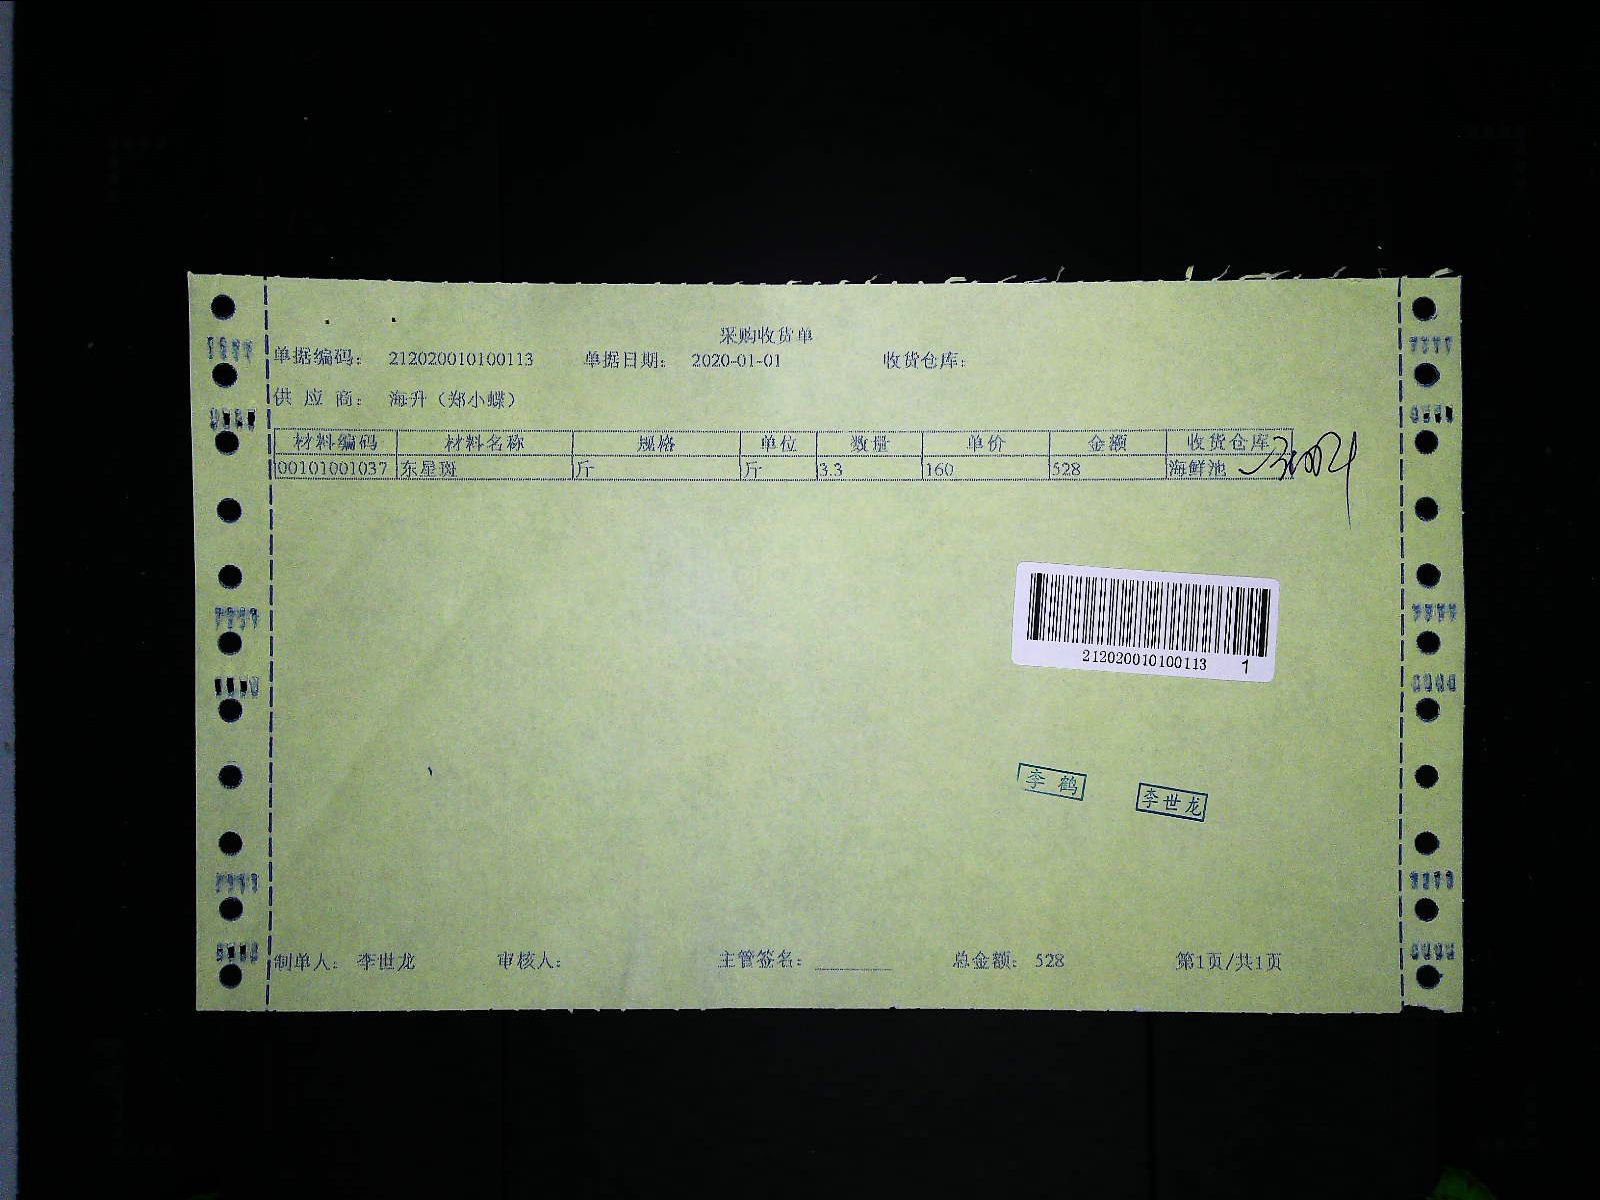 采购收货单
单据编码: 212020010100113 单据日期: 2020-01-01 收货仓库:
供 应 商: 海升（郑小蝶）
材料编码 材料名称 规格 单位 数量 单价 金额 收货仓库
00101001037 东星斑 斤 斤 3.3 160 528 海鲜池
212020010100113 1
李 鹤
李世龙
制单人: 李世龙 审核人: 主管签名: 总金额: 528 第1页/共1页